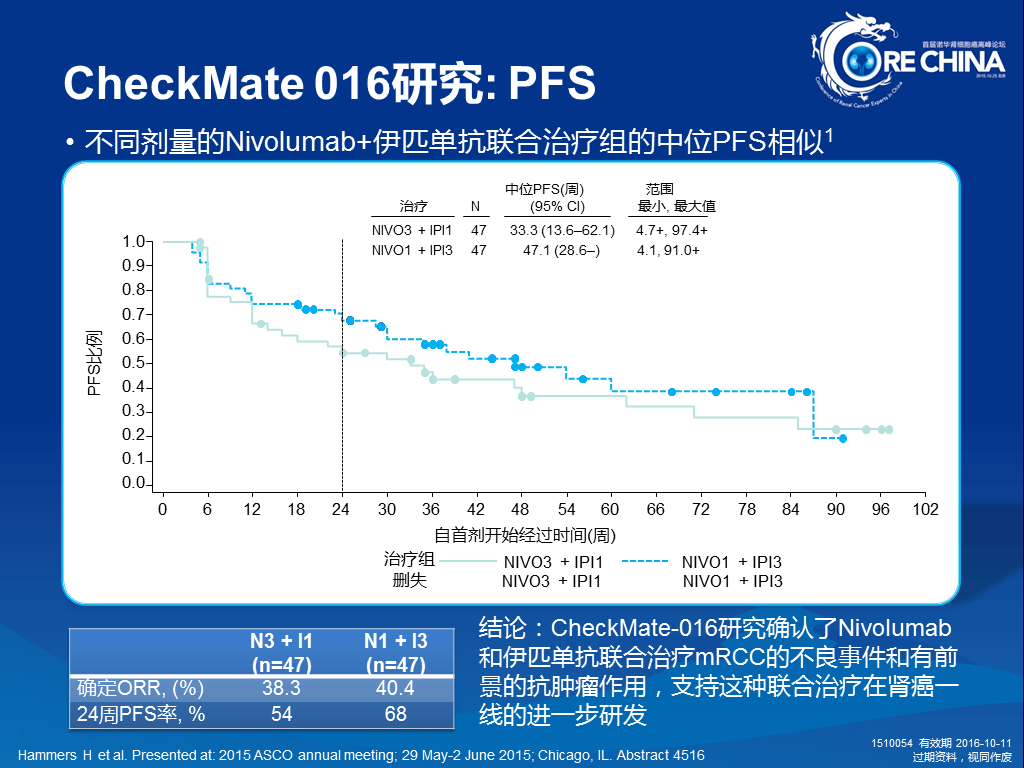 首届诺华肾细胞癌高峰论坛
CORE CHINA
2015.10.25 北京
Conference of Renal Cancer Experts in China
CheckMate 016研究: PFS
• 不同剂量的Nivolumab+伊匹单抗联合治疗组的中位PFS相似1
中位PFS(周) 范围
治疗 N (95% CI) 最小, 最大值
NIVO3 + IPI1 47 33.3 (13.6–62.1) 4.7+, 97.4+
NIVO1 + IPI3 47 47.1 (28.6–) 4.1, 91.0+
PFS比例
1.0
0.9
0.8
0.7
0.6
0.5
0.4
0.3
0.2
0.1
0.0
0 6 12 18 24 30 36 42 48 54 60 66 72 78 84 90 96 102
自首剂开始经过时间(周)
治疗组 NIVO3 + IPI1 NIVO1 + IPI3
删失 NIVO3 + IPI1 NIVO1 + IPI3
N3 + I1 N1 + I3
(n=47) (n=47)
确定ORR, (%) 38.3 40.4
24周PFS率, % 54 68
结论：CheckMate-016研究确认了Nivolumab
和伊匹单抗联合治疗mRCC的不良事件和有前
景的抗肿瘤作用，支持这种联合治疗在肾癌一
线的进一步研发
Hammers H et al. Presented at: 2015 ASCO annual meeting; 29 May-2 June 2015; Chicago, IL. Abstract 4516
1510054 有效期 2016-10-11
过期资料，视同作废